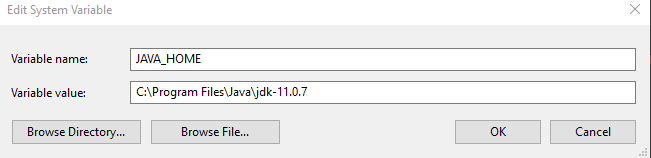 Edit System Variable
Variable name: JAVA_HOME
Variable value: C:\Program Files\Java\jdk-11.0.7
Browse Directory... Browse File... OK Cancel